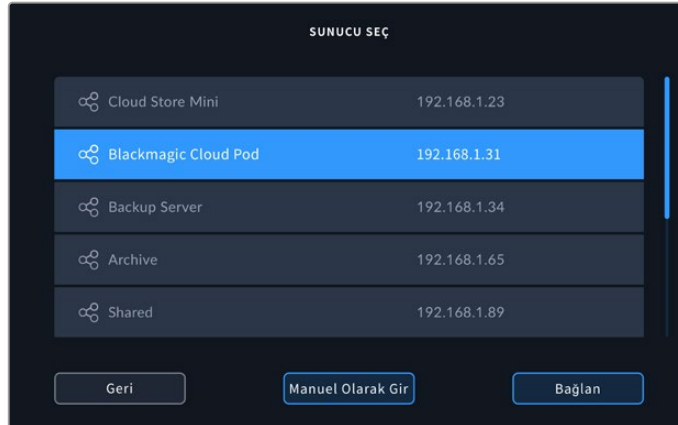 SUNUCU SEÇ
Cloud Store Mini 192.168.1.23
Blackmagic Cloud Pod 192.168.1.31
Backup Server 192.168.1.34
Archive 192.168.1.65
Shared 192.168.1.89
Geri Manuel Olarak Gir Bağlan